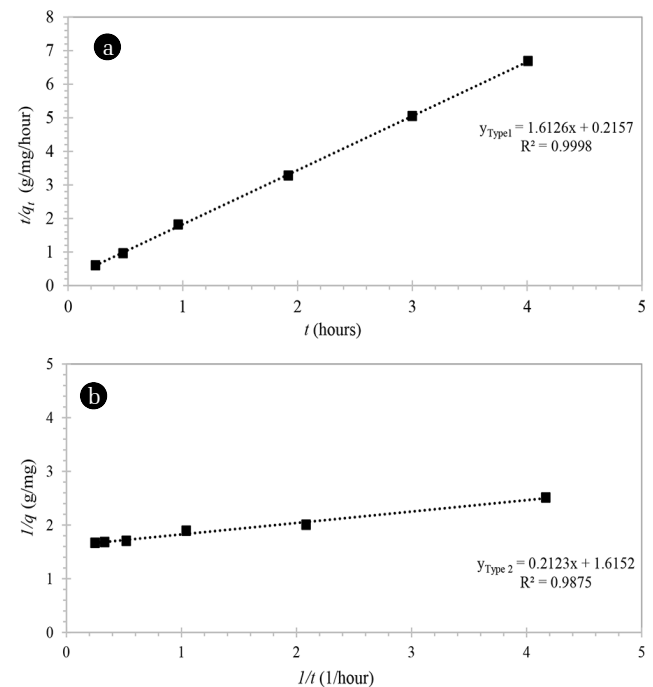 8
7
6
5
4
3
2
1
0
t/qt (g/mg/hour)
a
yType1 = 1.6126x + 0.2157
R² = 0.9998
0 1 2 3 4 5
t (hours)
5
4
3
2
1
0
1/q (g/mg)
b
yType 2 = 0.2123x + 1.6152
R² = 0.9875
0 1 2 3 4 5
1/t (1/hour)